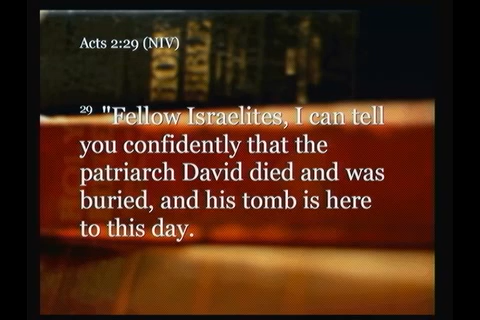 Acts 2:29 (NIV)
29 "Fellow Israelites, I can tell
you confidently that the
patriarch David died and was
buried, and his tomb is here
to this day.